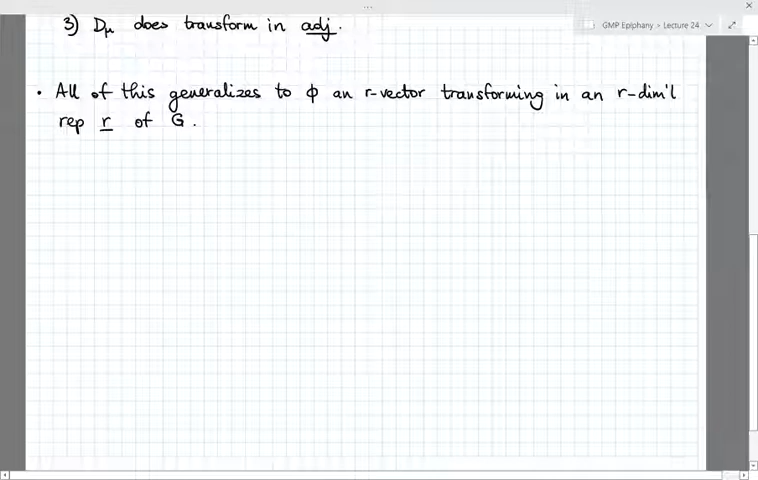 GMP Epiphany > Lecture 24
3) Dμ does transform in adj.
• All of this generalizes to ϕ an r-vector transforming in an r-dim'l
rep r of G.